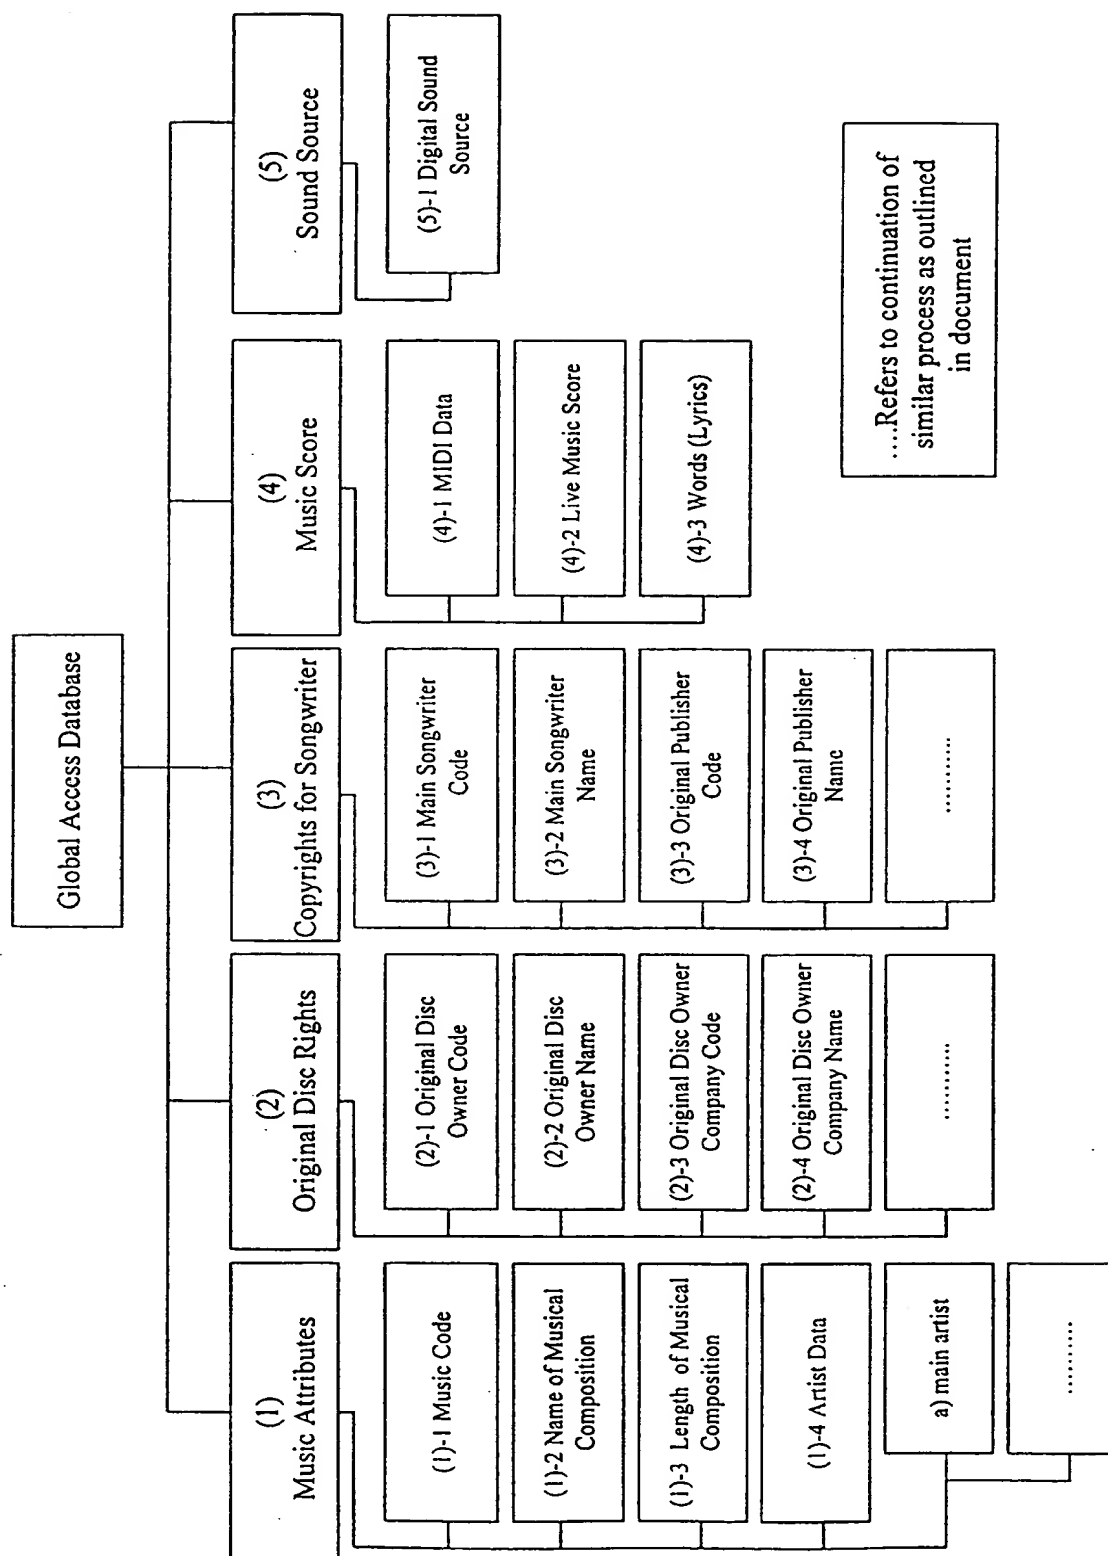 Global Access Database
(1)
Music Attributes
(1)-1 Music Code
(1)-2 Name of Musical
Composition
(1)-3 Length of Musical
Composition
(1)-4 Artist Data
a) main artist
..........
(2)
Original Disc Rights
(2)-1 Original Disc
Owner Code
(2)-2 Original Disc
Owner Name
(2)-3 Original Disc Owner
Company Code
(2)-4 Original Disc Owner
Company Name
..........
(3)
Copyrights for Songwriter
(3)-1 Main Songwriter
Code
(3)-2 Main Songwriter
Name
(3)-3 Original Publisher
Code
(3)-4 Original Publisher
Name
..........
(4)
Music Score
(4)-1 MIDI Data
(4)-2 Live Music Score
(4)-3 Words (Lyrics)
(5)
Sound Source
(5)-1 Digital Sound
Source
....Refers to continuation of
similar process as outlined
in document